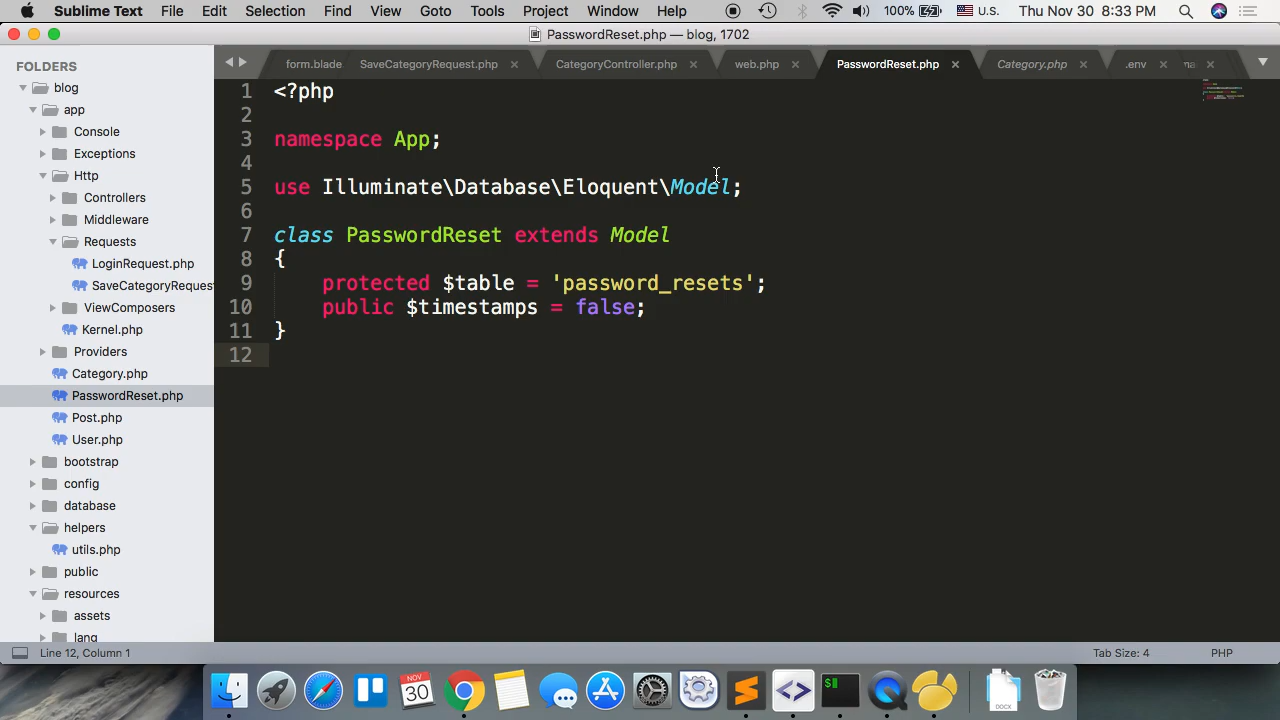 Sublime Text File Edit Selection Find View Goto Tools Project Window Help 100% U.S. Thu Nov 30 8:33 PM
PasswordReset.php — blog, 1702
form.blade SaveCategoryRequest.php CategoryController.php web.php PasswordReset.php Category.php .env
FOLDERS
blog
app
Console
Exceptions
Http
Controllers
Middleware
Requests
LoginRequest.php
SaveCategoryReques
ViewComposers
Kernel.php
Providers
Category.php
PasswordReset.php
Post.php
User.php
bootstrap
config
database
helpers
utils.php
public
resources
assets
lang
1 <?php
2
3 namespace App;
4
5 use Illuminate\Database\Eloquent\Model;
6
7 class PasswordReset extends Model
8 {
9 protected $table = 'password_resets';
10 public $timestamps = false;
11 }
12
Line 12, Column 1 Tab Size: 4 PHP
NOV
30
$
DOCX